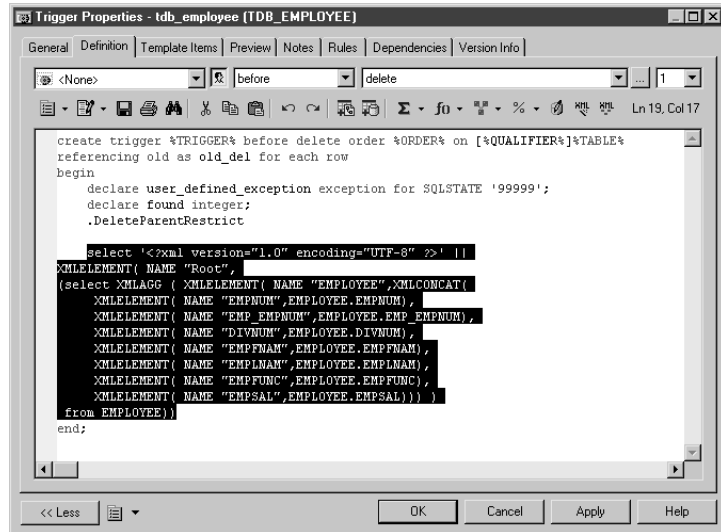 Trigger Properties - tdb_employee (TDB_EMPLOYEE)
General Definition Template Items Preview Notes Rules Dependencies Version Info
<None> before delete ... 1
Σ fo % XML XML Ln 19, Col 17
create trigger %TRIGGER% before delete order %ORDER% on [%QUALIFIER%]%TABLE%
referencing old as old_del for each row
begin
declare user_defined_exception exception for SQLSTATE '99999';
declare found integer;
.DeleteParentRestrict
select '<?xml version="1.0" encoding="UTF-8" ?>' ||
XMLELEMENT( NAME "Root",
(select XMLAGG ( XMLELEMENT( NAME "EMPLOYEE",XMLCONCAT(
XMLELEMENT( NAME "EMPNUM",EMPLOYEE.EMPNUM),
XMLELEMENT( NAME "EMP_EMPNUM",EMPLOYEE.EMP_EMPNUM),
XMLELEMENT( NAME "DIVNUM",EMPLOYEE.DIVNUM),
XMLELEMENT( NAME "EMPFNAM",EMPLOYEE.EMPFNAM),
XMLELEMENT( NAME "EMPLNAM",EMPLOYEE.EMPLNAM),
XMLELEMENT( NAME "EMPFUNC",EMPLOYEE.EMPFUNC),
XMLELEMENT( NAME "EMPSAL",EMPLOYEE.EMPSAL))) )
from EMPLOYEE))
end;
<< Less OK Cancel Apply Help